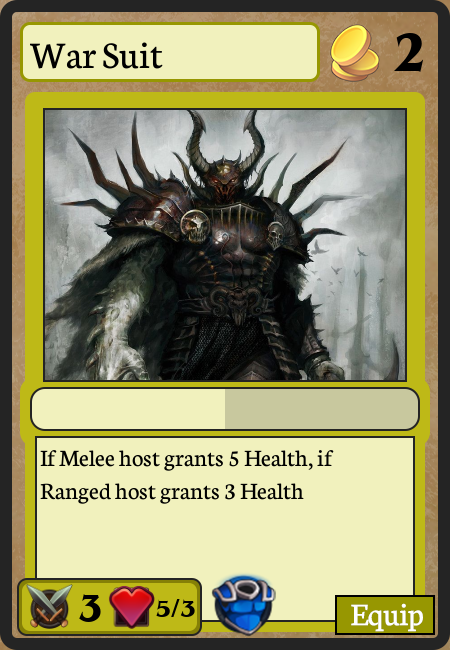 War Suit
2
If Melee host grants 5 Health, if
Ranged host grants 3 Health
3
5/3
Equip